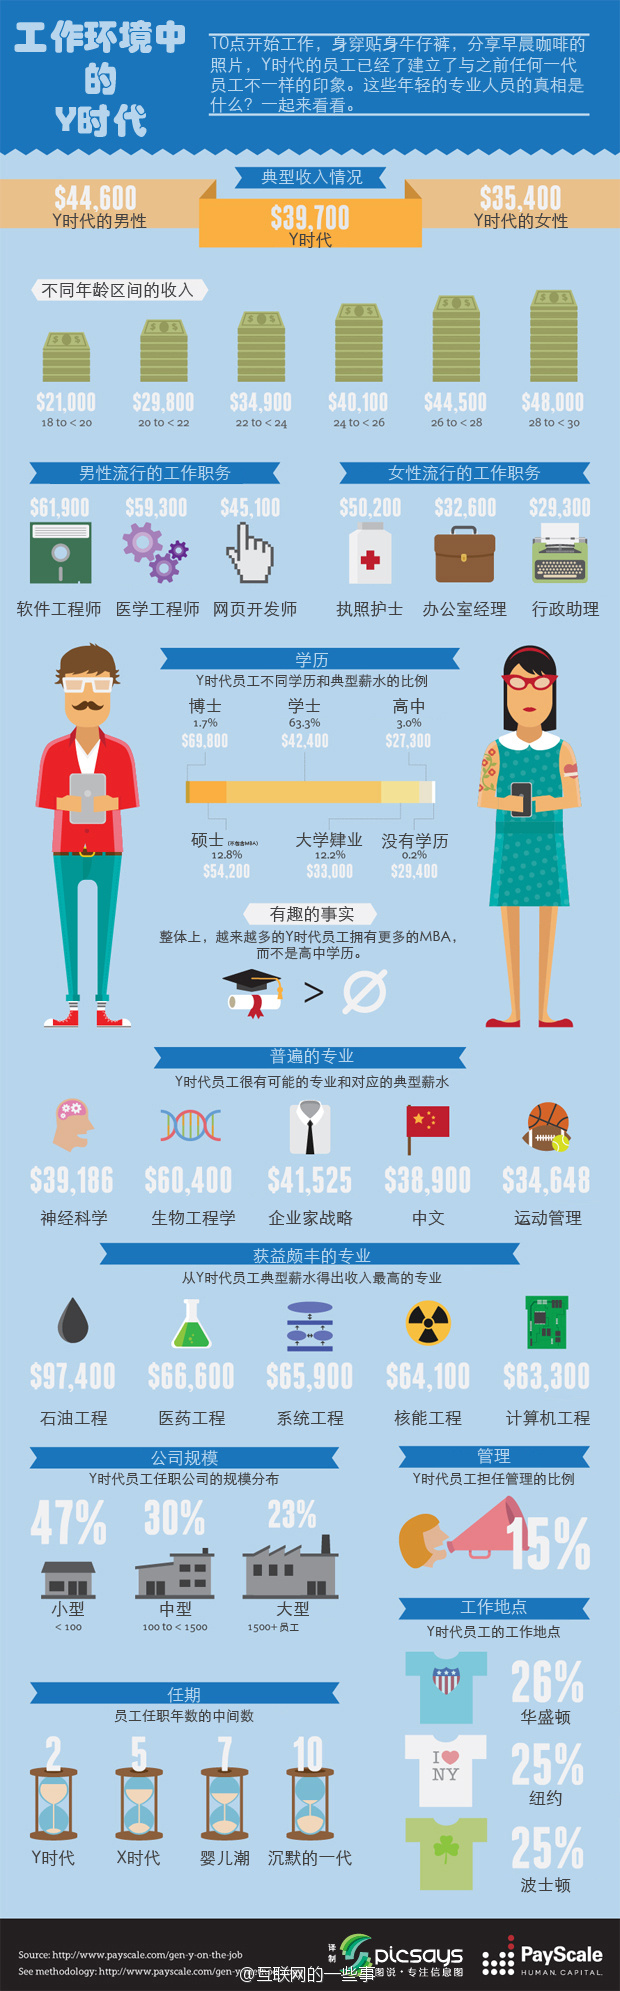 工作环境中
的
Y时代
10点开始工作，身穿贴身牛仔裤，分享早晨咖啡的
照片，Y时代的员工已经了建立了与之前任何一代
员工不一样的印象。这些年轻的专业人员的真相是
什么？一起来看看。
典型收入情况
$44,600
Y时代的男性
$39,700
Y时代
$35,400
Y时代的女性
不同年龄区间的收入
$21,000 $29,800 $34,900 $40,100 $44,500 $48,000
18 to < 20 20 to < 22 22 to < 24 24 to < 26 26 to < 28 28 to < 30
男性流行的工作职务
$61,900 $59,300 $45,100
软件工程师 医学工程师 网页开发师
女性流行的工作职务
$50,200 $32,600 $29,300
执照护士 办公室经理 行政助理
学历
Y时代员工不同学历和典型薪水的比例
博士 学士 高中
1.7% 63.3% 3.0%
$69,800 $42,400 $27,300
硕士 (不包含MBA) 大学肄业 没有学历
12.8% 12.2% 0.2%
$54,200 $33,000 $29,400
有趣的事实
整体上，越来越多的Y时代员工拥有更多的MBA，
而不是高中学历。
>
普遍的专业
Y时代员工很有可能的专业和对应的典型薪水
$39,186 $60,400 $41,525 $38,900 $34,648
神经科学 生物工程学 企业家战略 中文 运动管理
获益颇丰的专业
从Y时代员工典型薪水得出收入最高的专业
$97,400 $66,600 $65,900 $64,100 $63,300
石油工程 医药工程 系统工程 核能工程 计算机工程
公司规模
Y时代员工任职公司的规模分布
47% 30% 23%
小型 中型 大型
< 100 100 to < 1500 1500+ 员工
管理
Y时代员工担任管理的比例
15%
工作地点
Y时代员工的工作地点
26%
华盛顿
I
NY
25%
纽约
25%
波士顿
任期
员工任职年数的中间数
2 5 7 10
Y时代 X时代 婴儿潮 沉默的一代
Source: http://www.payscale.com/gen-y-on-the-job
See methodology: http://www.payscale.com/gen-y-
译制
picsays
图说·专注信息图
PayScale
HUMAN. CAPITAL.
@互联网的一些事